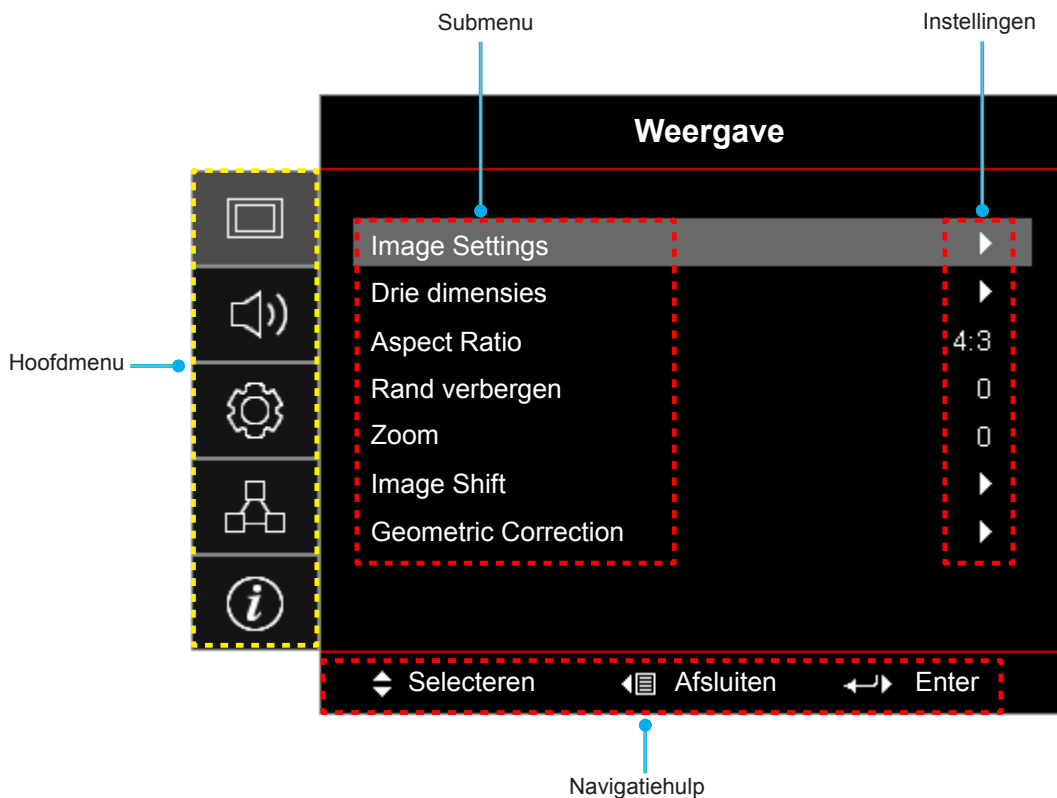 Submenu
Instellingen
Weergave
Hoofdmenu
Image Settings
Drie dimensies
Aspect Ratio 4:3
Rand verbergen 0
Zoom 0
Image Shift
Geometric Correction
i
Selecteren Afsluiten Enter
Navigatiehulp